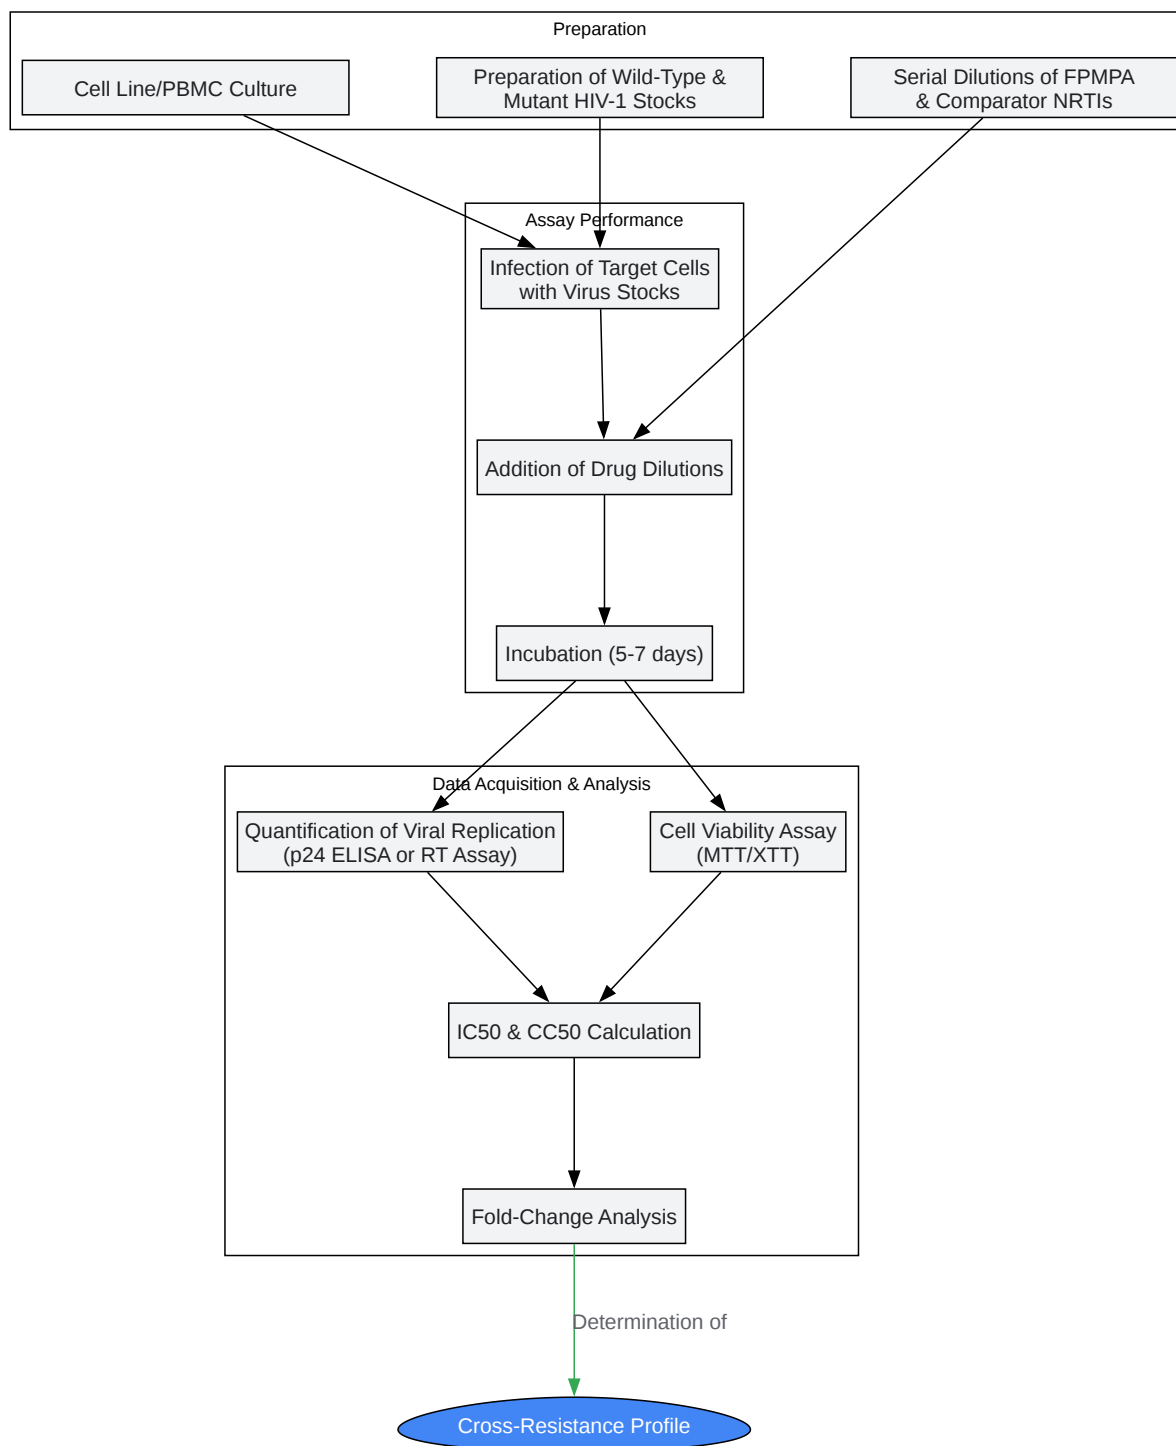 Preparation
Cell Line/PBMC Culture
Preparation of Wild-Type &
Mutant HIV-1 Stocks
Serial Dilutions of FPMPA
& Comparator NRTIs
Assay Performance
Infection of Target Cells
with Virus Stocks
Addition of Drug Dilutions
Incubation (5-7 days)
Data Acquisition & Analysis
Quantification of Viral Replication
(p24 ELISA or RT Assay)
Cell Viability Assay
(MTT/XTT)
IC50 & CC50 Calculation
Fold-Change Analysis
Determination of
Cross-Resistance Profile